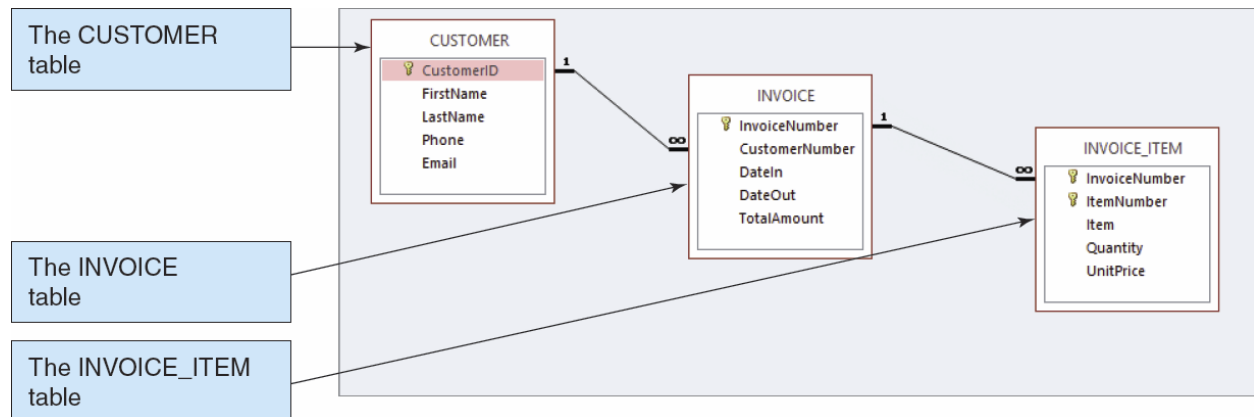 The CUSTOMER
table
CUSTOMER
CustomerID
FirstName
LastName
Phone
Email
1
∞
INVOICE
InvoiceNumber
CustomerNumber
DateIn
DateOut
TotalAmount
1
∞
INVOICE_ITEM
InvoiceNumber
ItemNumber
Item
Quantity
UnitPrice
The INVOICE
table
The INVOICE_ITEM
table